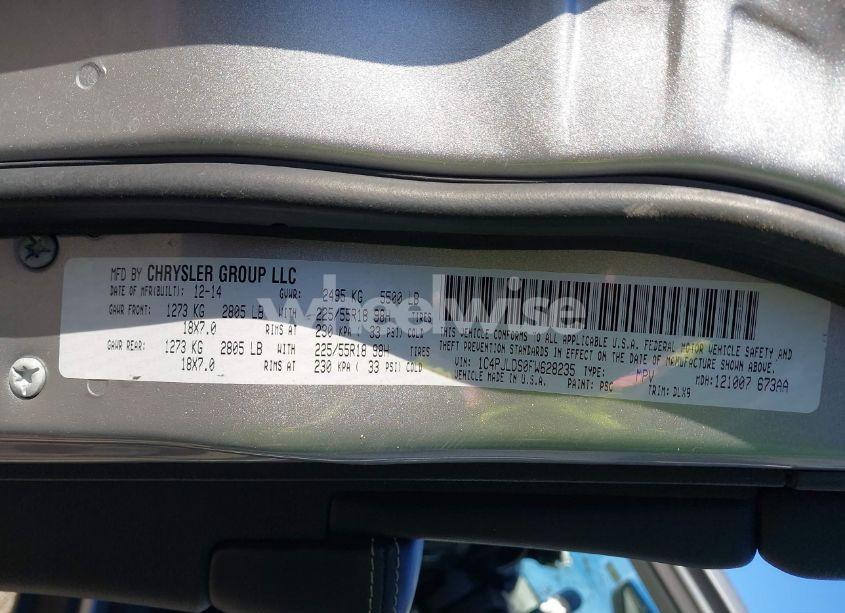 MFD BY CHRYSLER GROUP LLC
DATE OF MFR(BUILT): 12-14 GVWR: 2495 KG 5500 LB
GAWR FRONT: 1273 KG 2805 LB WITH 225/55R18 98H TIRES
18X7.0 RIMS AT 230 KPA ( 33 PSI) COLD
GAWR REAR: 1273 KG 2805 LB WITH 225/55R18 98H TIRES
18X7.0 RIMS AT 230 KPA ( 33 PSI) COLD
THIS VEHICLE CONFORMS TO ALL APPLICABLE U.S.A. FEDERAL MOTOR VEHICLE SAFETY AND
THEFT PREVENTION STANDARDS IN EFFECT ON THE DATE OF MANUFACTURE SHOWN ABOVE.
VIN: 1C4PJLDS0FW628235 TYPE: MPV MDH: 121007 673AA
VEHICLE MADE IN U.S.A. PAINT: PSC TRIM: DLX9
wheelwise